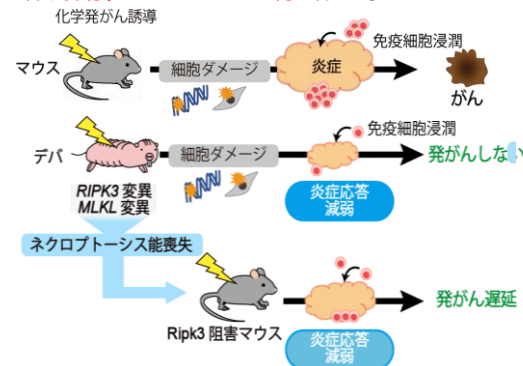 化学発がん誘導
マウス
細胞ダメージ
炎症
免疫細胞浸潤
がん
デバ
細胞ダメージ
免疫細胞浸潤
発がんしない
RIPK3 変異
MLKL 変異
炎症応答
減弱
ネクロプトーシス能喪失
Ripk3 阻害マウス
炎症応答
減弱
発がん遅延